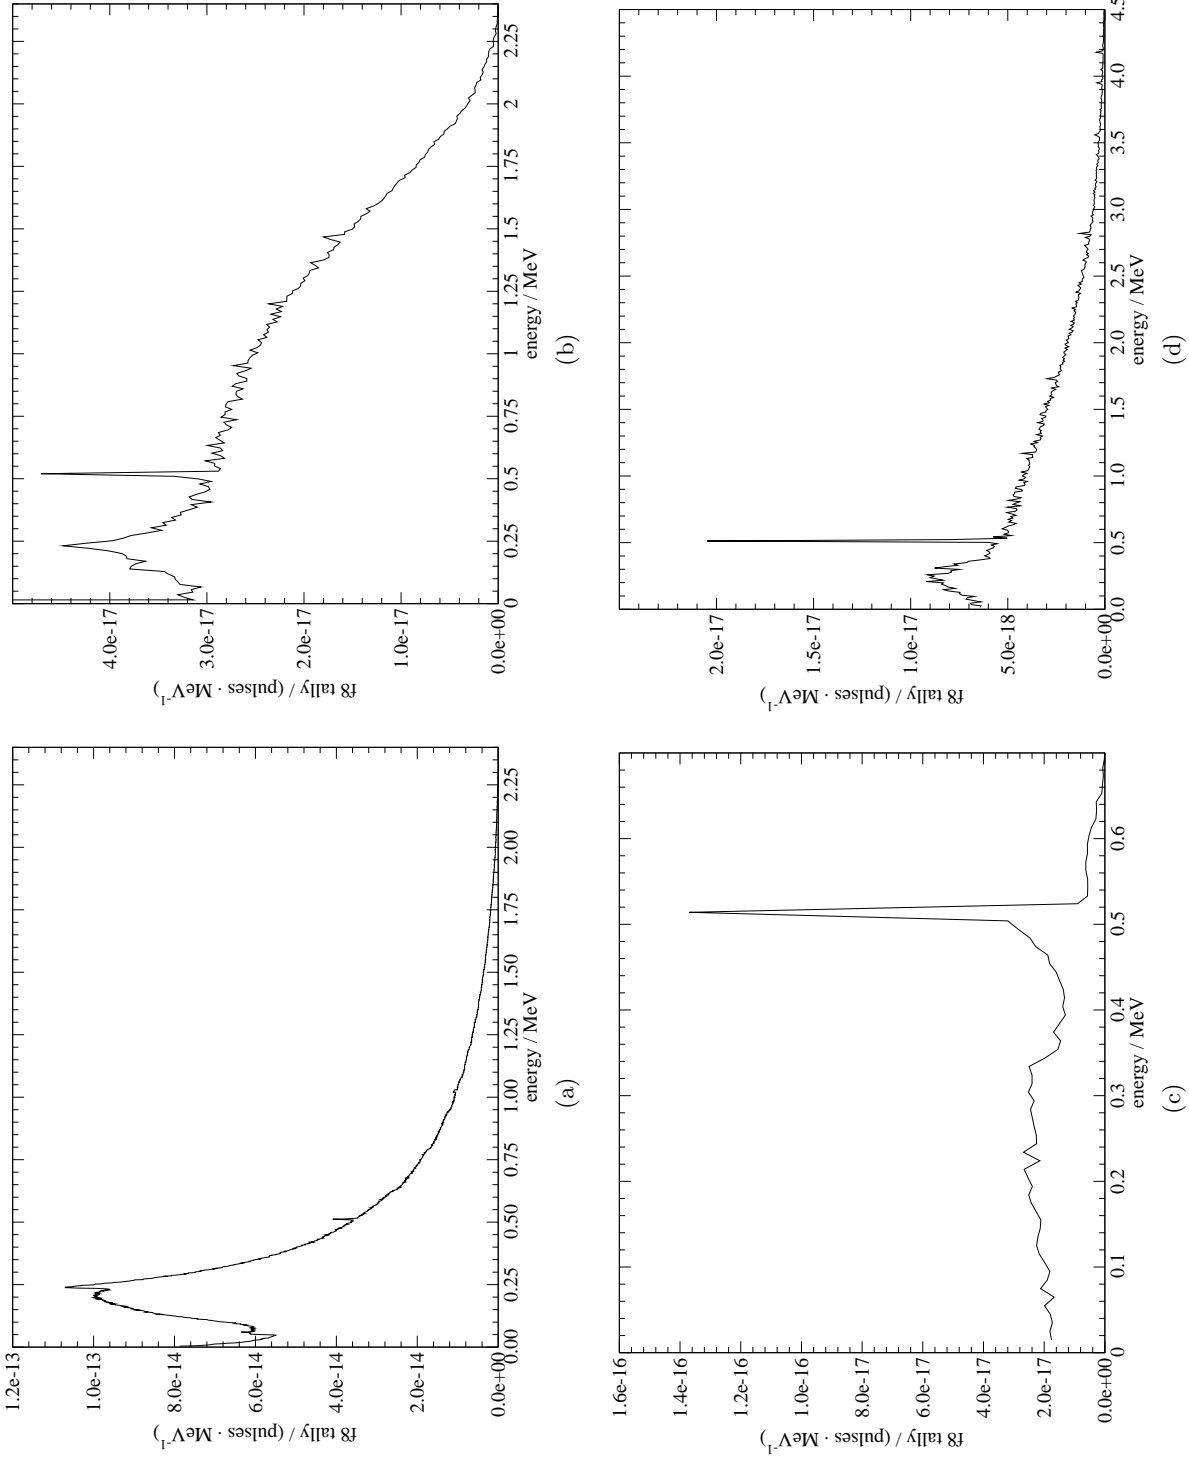 f8 tally / (pulses · MeV⁻¹)
1.2e-13
1.0e-13
8.0e-14
6.0e-14
4.0e-14
2.0e-14
0.0e+00
0.00 0.25 0.50 0.75 1.00 1.25 1.50 1.75 2.00 2.25
energy / MeV
(a)
f8 tally / (pulses · MeV⁻¹)
4.0e-17
3.0e-17
2.0e-17
1.0e-17
0.0e+00
0 0.25 0.5 0.75 1 1.25 1.5 1.75 2 2.25
energy / MeV
(b)
f8 tally / (pulses · MeV⁻¹)
1.6e-16
1.4e-16
1.2e-16
1.0e-16
8.0e-17
6.0e-17
4.0e-17
2.0e-17
0.0e+00
0 0.1 0.2 0.3 0.4 0.5 0.6
energy / MeV
(c)
f8 tally / (pulses · MeV⁻¹)
2.0e-17
1.5e-17
1.0e-17
5.0e-18
0.0e+00
0.0 0.5 1.0 1.5 2.0 2.5 3.0 3.5 4.0 4.5
energy / MeV
(d)